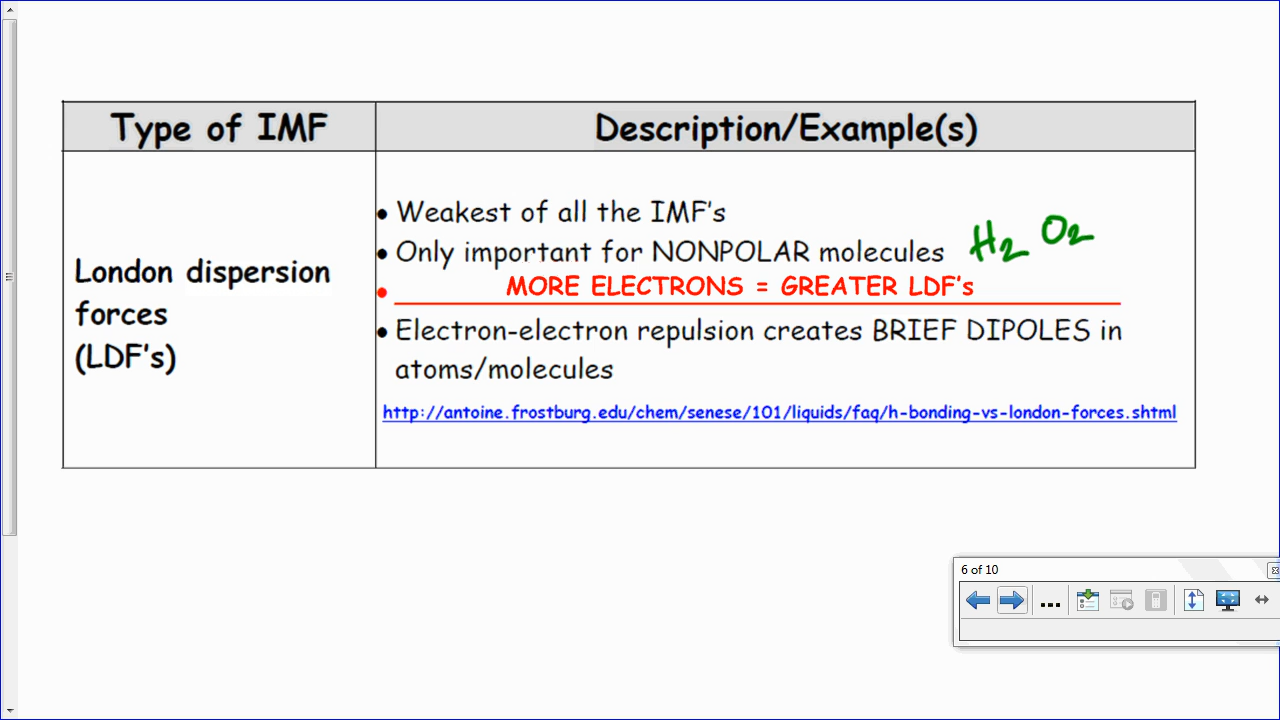 Type of IMF
Description/Example(s)
London dispersion
forces
(LDF's)
• Weakest of all the IMF's
• Only important for NONPOLAR molecules H2 O2
• MORE ELECTRONS = GREATER LDF's
• Electron-electron repulsion creates BRIEF DIPOLES in
atoms/molecules
http://antoine.frostburg.edu/chem/senese/101/liquids/faq/h-bonding-vs-london-forces.shtml
6 of 10